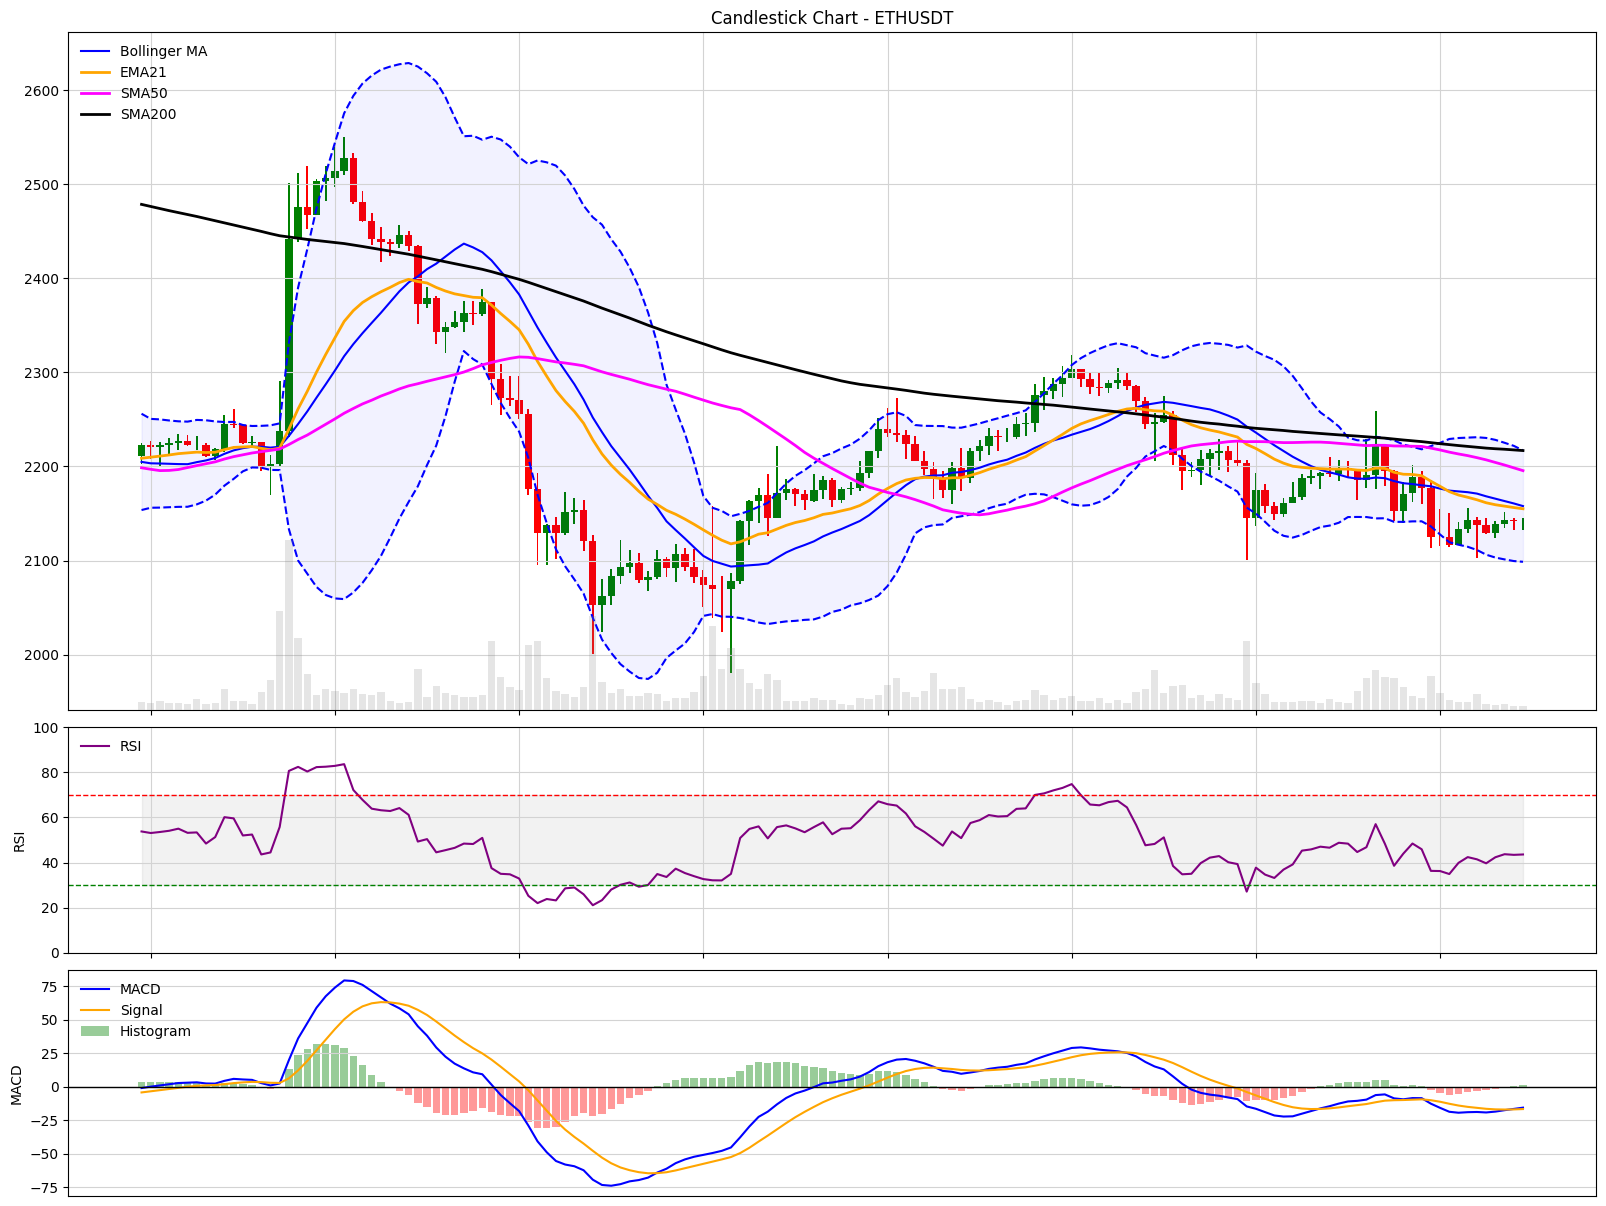 Candlestick Chart - ETHUSDT
Bollinger MA
EMA21
SMA50
SMA200
2600
2500
2400
2300
2200
2100
2000
100
80
60
40
20
0
RSI
RSI
75
50
25
0
−25
−50
−75
MACD
MACD
Signal
Histogram